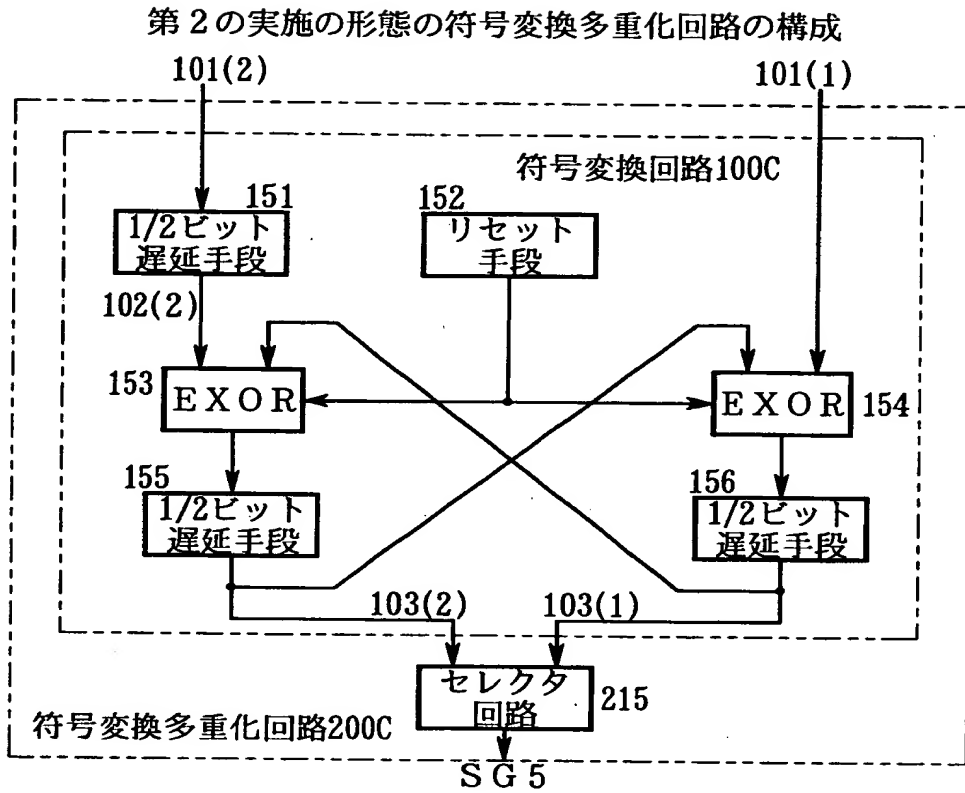 第２の実施の形態の符号変換多重化回路の構成
101(2)
101(1)
符号変換回路100C
151
1/2ビット
遅延手段
152
リセット
手段
102(2)
153
ＥＸＯＲ
ＥＸＯＲ
154
155
1/2ビット
遅延手段
156
1/2ビット
遅延手段
103(2)
103(1)
セレクタ
回路
215
符号変換多重化回路200C
ＳＧ５